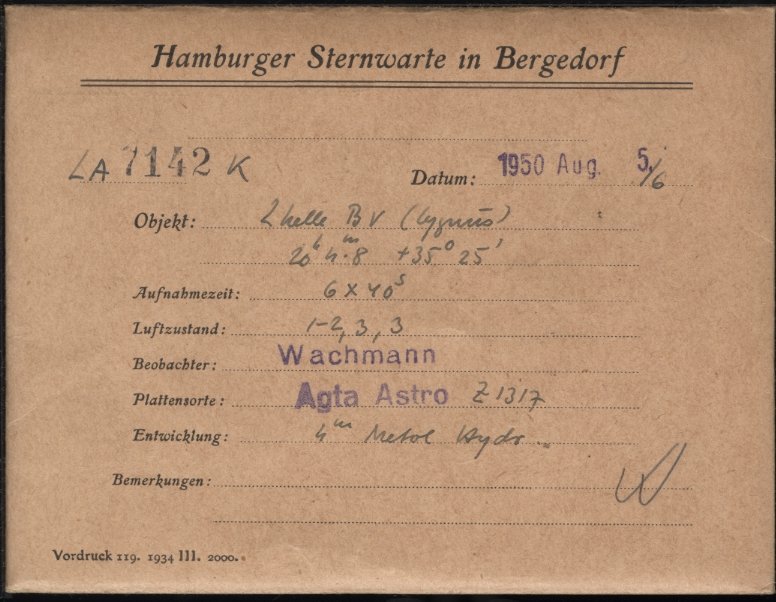 Hamburger Sternwarte in Bergedorf
LA 7142 K Datum: 1950 Aug. 5./6
Objekt: 2 helle BV (Cygnus)
20ʰ 4ᵐ.8 +35° 25'
Aufnahmezeit: 6 x 40ˢ
Luftzustand: 1-2, 3, 3
Beobachter: Wachmann
Plattensorte: Agfa Astro Z 1317
Entwicklung: 4ᵐ Metol Hydr.
Bemerkungen: W
Vordruck 119. 1934 III. 2000.